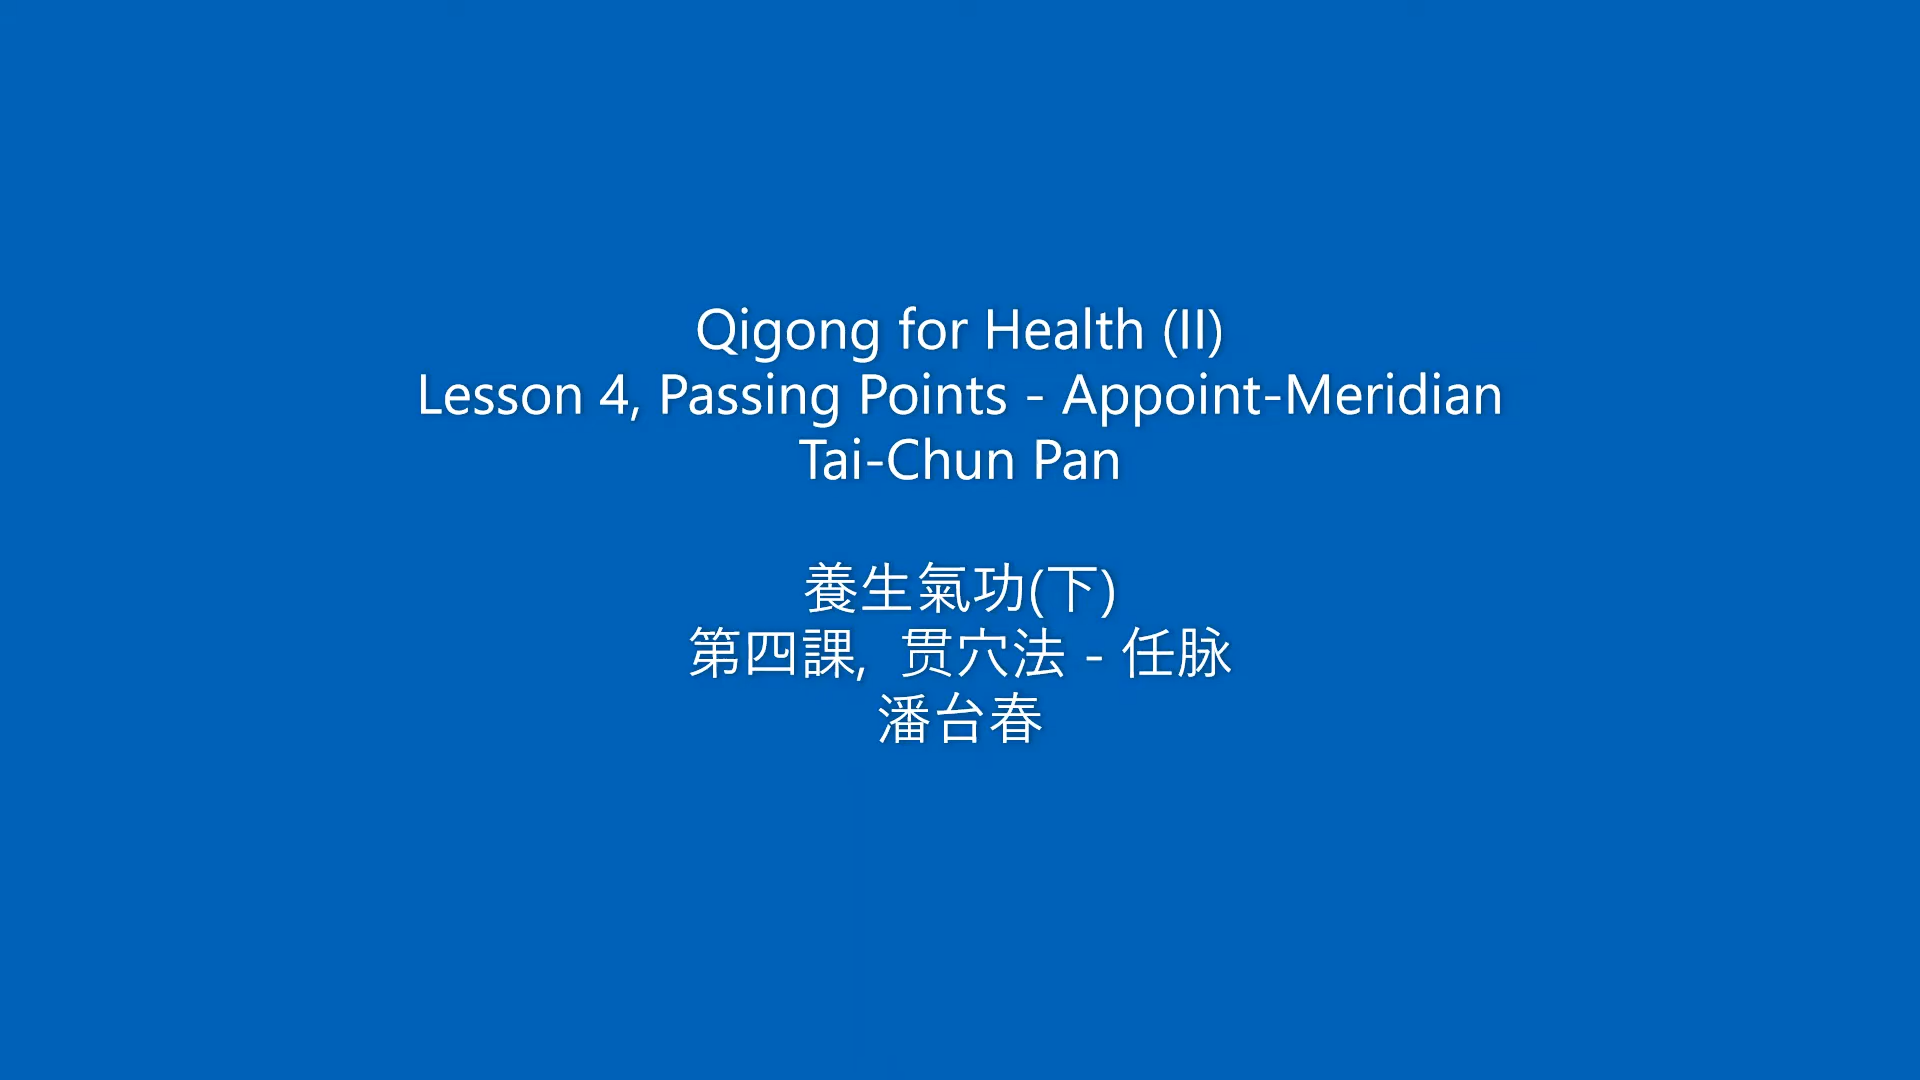 Qigong for Health (II)
Lesson 4, Passing Points - Appoint-Meridian
Tai-Chun Pan
養生氣功(下)
第四課, 贯穴法 - 任脉
潘台春